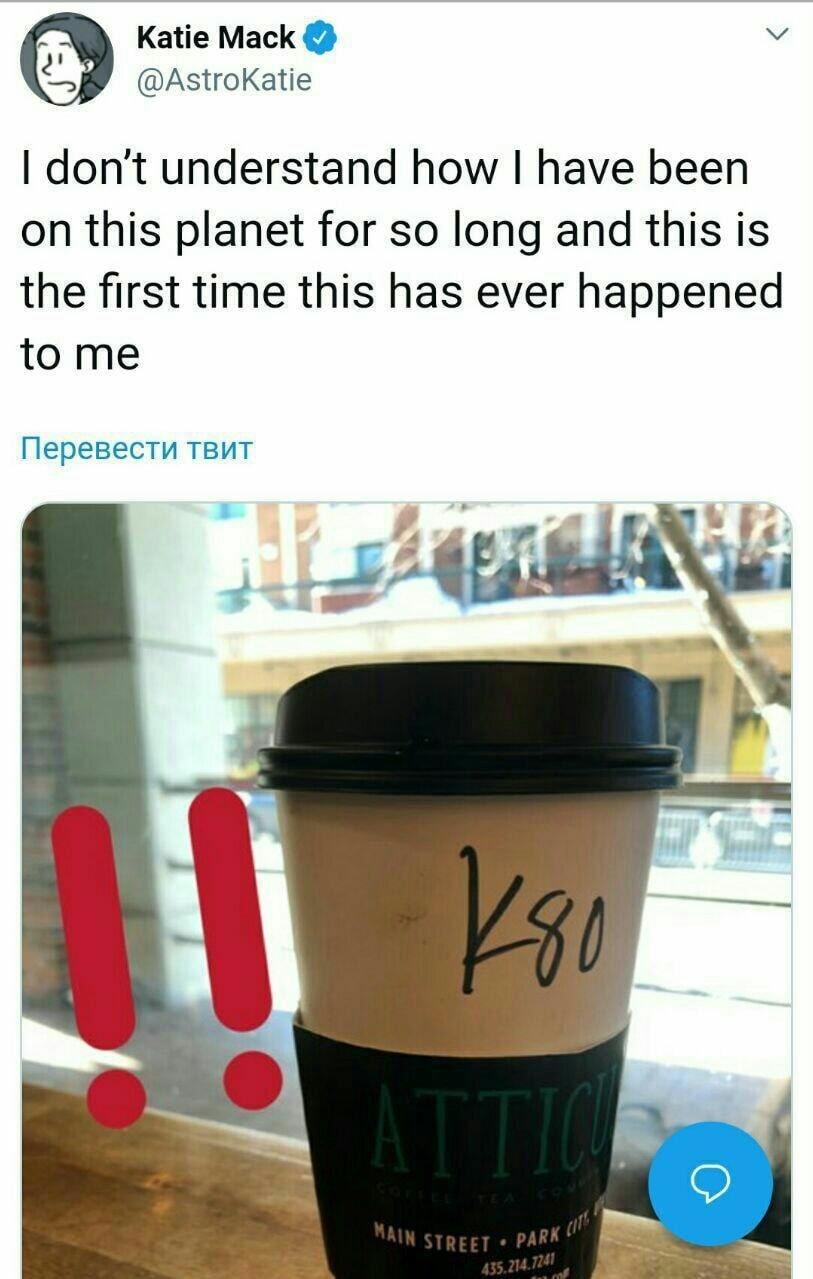 Katie Mack
@AstroKatie
I don't understand how I have been
on this planet for so long and this is
the first time this has ever happened
to me
Перевести твит
K80
ATTICU
COFFEE TEA
MAIN STREET • PARK CITY,
435.214.7241